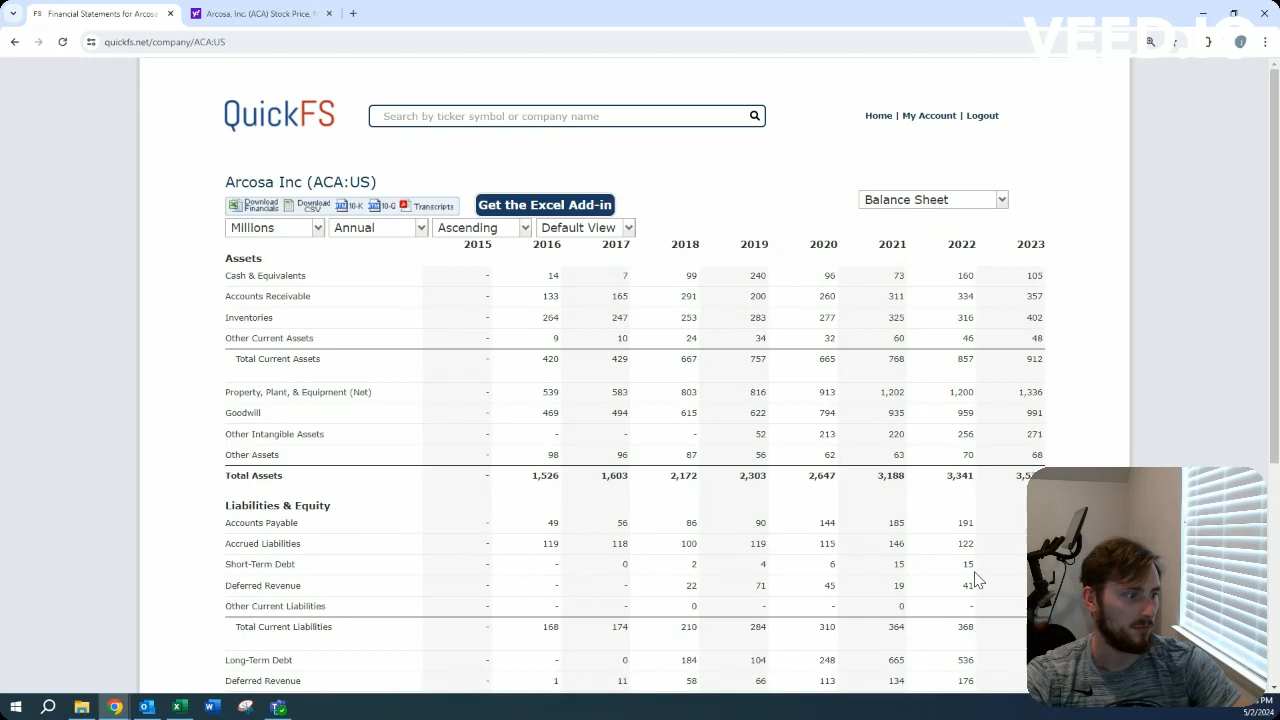 FS Financial Statements for Arcosa
Arcosa, Inc. (ACA) Stock Price,
quickfs.net/company/ACA:US
QuickFS
Search by ticker symbol or company name
Home | My Account | Logout
Arcosa Inc (ACA:US)
Download Financials Download CSV 10-K 10-Q Transcripts
Get the Excel Add-in
Balance Sheet
Millions Annual Ascending Default View
2015 2016 2017 2018 2019 2020 2021 2022 2023
Assets
Cash & Equivalents - 14 7 99 240 96 73 160 105
Accounts Receivable - 133 165 291 200 260 311 334 357
Inventories - 264 247 253 283 277 325 316 402
Other Current Assets - 9 10 24 34 32 60 46 48
Total Current Assets - 420 429 667 757 665 768 857 912
Property, Plant, & Equipment (Net) - 539 583 803 816 913 1,202 1,200 1,336
Goodwill - 469 494 615 622 794 935 959 991
Other Intangible Assets - - - - 52 213 220 256 271
Other Assets - 98 96 87 56 62 63 70 68
Total Assets - 1,526 1,603 2,172 2,303 2,647 3,188 3,341
Liabilities & Equity
Accounts Payable - 49 56 86 90 144 185 191
Accrued Liabilities - 119 118 100 119 115 146 122
Short-Term Debt - - 0 2 4 6 15 15
Deferred Revenue - - - 22 71 45 19 41
Other Current Liabilities - - - 0 - - 0 -
Total Current Liabilities - 168 174 210 284 310 364 368
Long-Term Debt - - 0 184 104 248 665 536
Deferred Revenue - 1 11 58 66 113 134 176
PM
5/2/2024